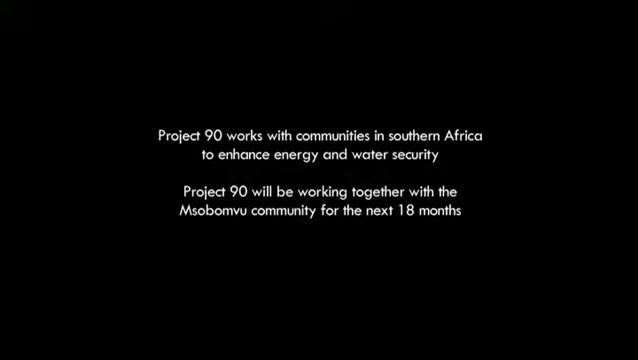 Project 90 works with communities in southern Africa
to enhance energy and water security
Project 90 will be working together with the
Msobomvu community for the next 18 months